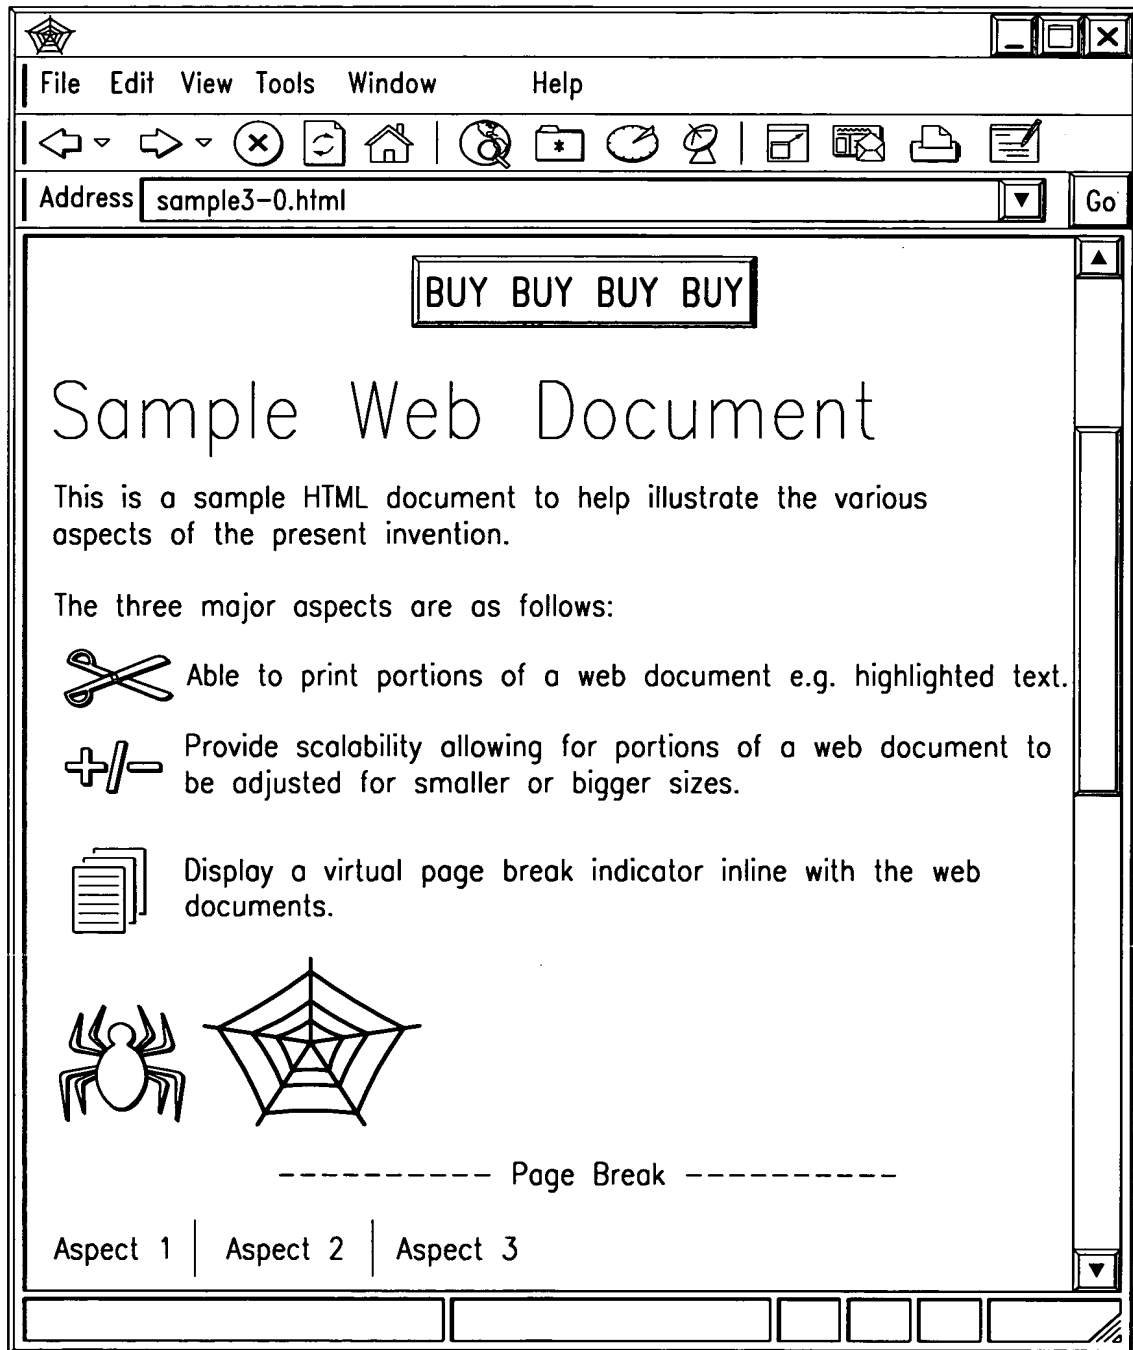 File Edit View Tools Window Help
Address sample3-0.html Go
BUY BUY BUY BUY
Sample Web Document
This is a sample HTML document to help illustrate the various
aspects of the present invention.
The three major aspects are as follows:
Able to print portions of a web document e.g. highlighted text.
+/- Provide scalability allowing for portions of a web document to
be adjusted for smaller or bigger sizes.
Display a virtual page break indicator inline with the web
documents.
---------- Page Break ----------
Aspect 1 | Aspect 2 | Aspect 3